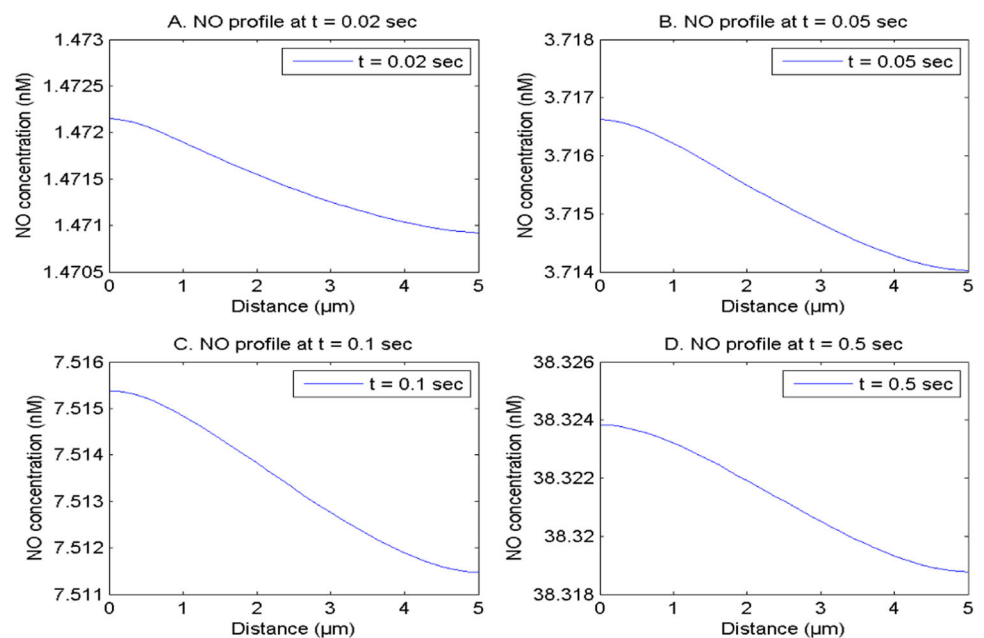 A. NO profile at t = 0.02 sec
NO concentration (nM)
1.473
1.4725
1.472
1.4715
1.471
1.4705
t = 0.02 sec
0 1 2 3 4 5
Distance (µm)
B. NO profile at t = 0.05 sec
NO concentration (nM)
3.718
3.717
3.716
3.715
3.714
t = 0.05 sec
0 1 2 3 4 5
Distance (µm)
C. NO profile at t = 0.1 sec
NO concentration (nM)
7.516
7.515
7.514
7.513
7.512
7.511
t = 0.1 sec
0 1 2 3 4 5
Distance (µm)
D. NO profile at t = 0.5 sec
NO concentration (nM)
38.326
38.324
38.322
38.32
38.318
t = 0.5 sec
0 1 2 3 4 5
Distance (µm)